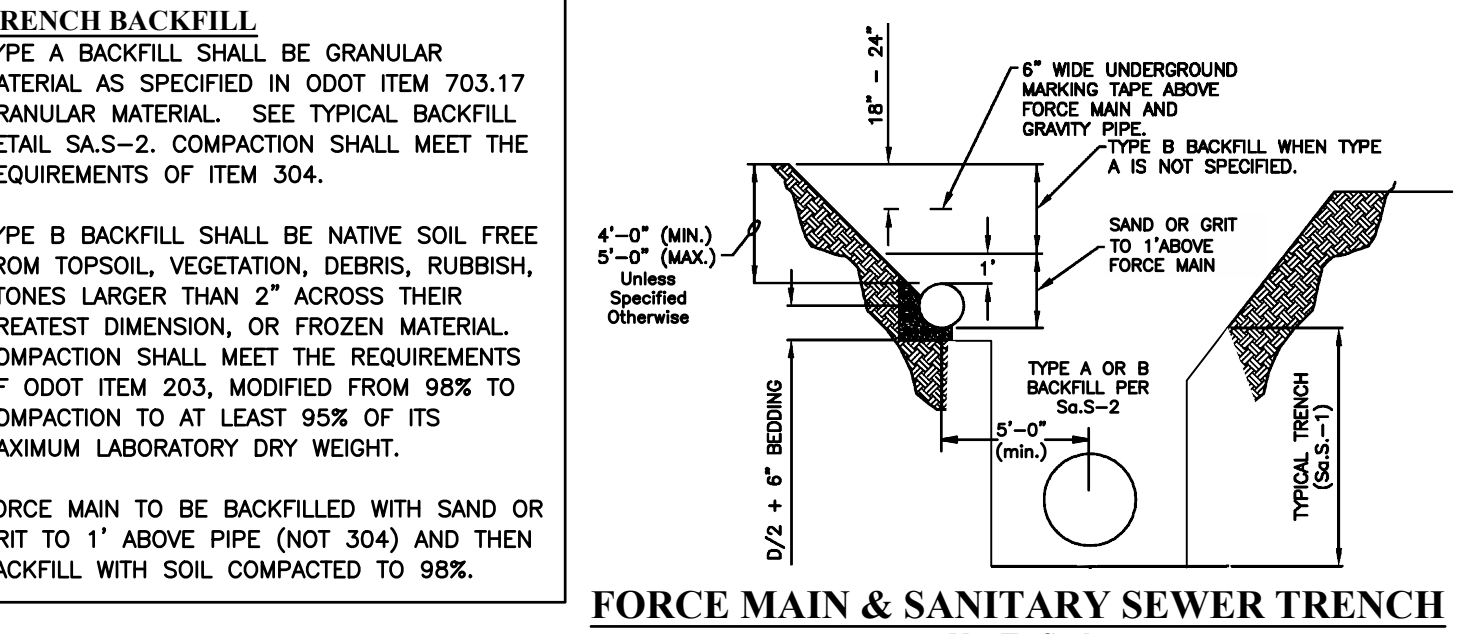 RENCH BACKFILL
YPE A BACKFILL SHALL BE GRANULAR
ATERIAL AS SPECIFIED IN ODOT ITEM 703.17
RANULAR MATERIAL. SEE TYPICAL BACKFILL
ETAIL SA.S-2. COMPACTION SHALL MEET THE
EQUIREMENTS OF ITEM 304.
YPE B BACKFILL SHALL BE NATIVE SOIL FREE
ROM TOPSOIL, VEGETATION, DEBRIS, RUBBISH,
TONES LARGER THAN 2" ACROSS THEIR
REATEST DIMENSION, OR FROZEN MATERIAL.
OMPACTION SHALL MEET THE REQUIREMENTS
F ODOT ITEM 203, MODIFIED FROM 98% TO
OMPACTION TO AT LEAST 95% OF ITS
AXIMUM LABORATORY DRY WEIGHT.
ORCE MAIN TO BE BACKFILLED WITH SAND OR
RIT TO 1' ABOVE PIPE (NOT 304) AND THEN
ACKFILL WITH SOIL COMPACTED TO 98%.
18" - 24"
6" WIDE UNDERGROUND
MARKING TAPE ABOVE
FORCE MAIN AND
GRAVITY PIPE.
TYPE B BACKFILL WHEN TYPE
A IS NOT SPECIFIED.
4'-0" (MIN.)
5'-0" (MAX.)
Unless
Specified
Otherwise
1'
SAND OR GRIT
TO 1'ABOVE
FORCE MAIN
D/2 + 6" BEDDING
TYPE A OR B
BACKFILL PER
Sa.S-2
5'-0"
(min.)
TYPICAL TRENCH
(Sa.S.-1)
FORCE MAIN & SANITARY SEWER TRENCH